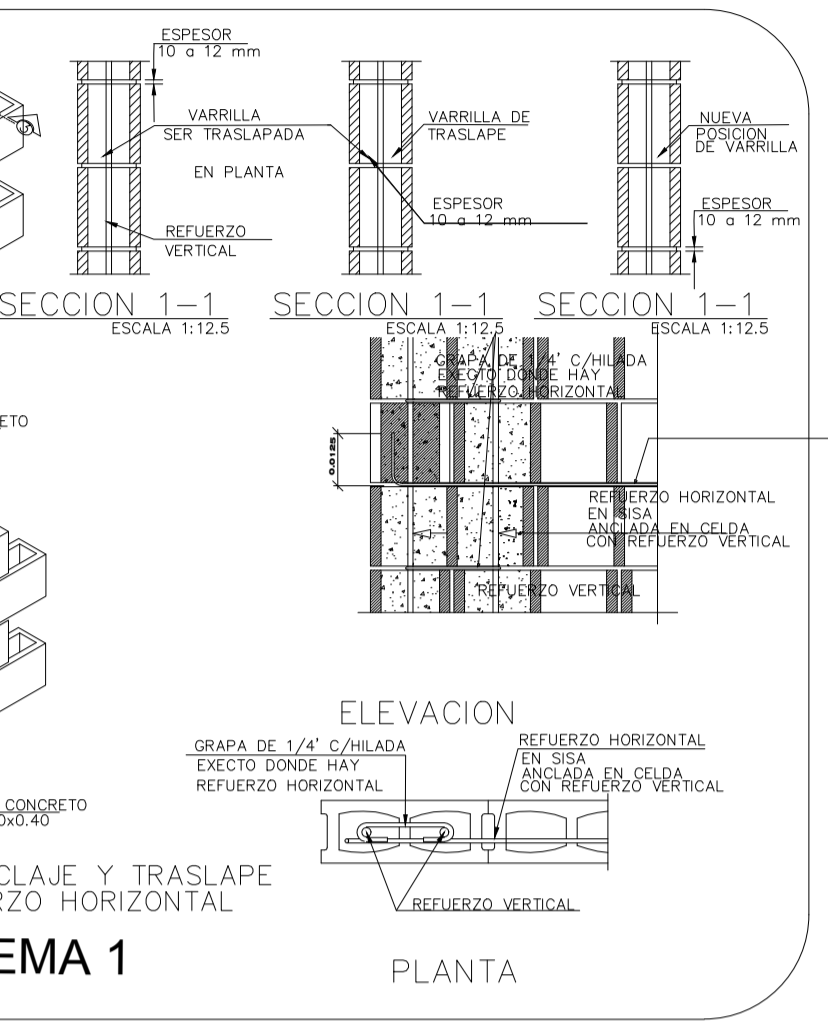 ESPESOR
10 a 12 mm
VARRILLA
SER TRASLAPADA
EN PLANTA
REFUERZO
VERTICAL
VARRILLA DE
TRASLAPE
ESPESOR
10 a 12 mm
NUEVA
POSICION
DE VARRILLA
ESPESOR
10 a 12 mm
SECCION 1-1
ESCALA 1:12.5
SECCION 1-1
ESCALA 1:12.5
SECCION 1-1
ESCALA 1:12.5
GRAPA DE 1/4' C/HILADA
EXECTO DONDE HAY
REFUERZO HORIZONTAL
ETO
0.0125
REFUERZO HORIZONTAL
EN SISA
ANCLADA EN CELDA
CON REFUERZO VERTICAL
REFUERZO VERTICAL
ELEVACION
GRAPA DE 1/4' C/HILADA
EXECTO DONDE HAY
REFUERZO HORIZONTAL
REFUERZO HORIZONTAL
EN SISA
ANCLADA EN CELDA
CON REFUERZO VERTICAL
CONCRETO
0x0.40
REFUERZO VERTICAL
CLAJE Y TRASLAPE
RZO HORIZONTAL
EMA 1
PLANTA